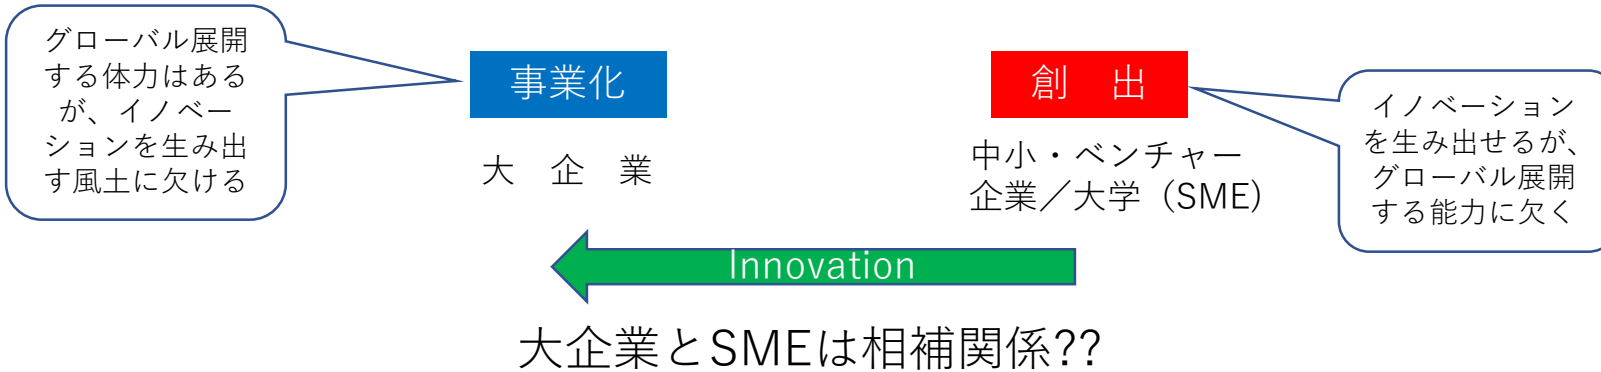 グローバル展開
する体力はある
が、イノベー
ションを生み出
す風土に欠ける
事業化
大　企　業
創　出
中小・ベンチャー
企業／大学（SME）
イノベーション
を生み出せるが、
グローバル展開
する能力に欠く
Innovation
大企業とSMEは相補関係??